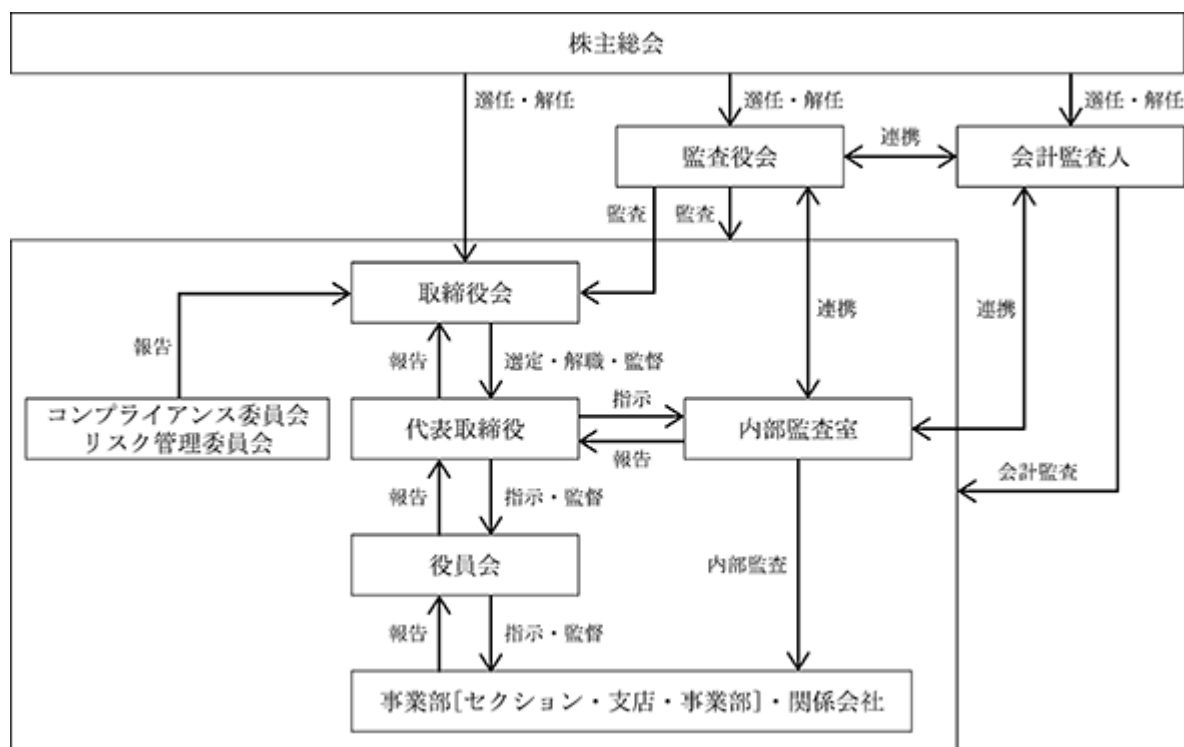 株主総会
選任・解任
選任・解任
選任・解任
監査役会
連携
会計監査人
監査
監査
取締役会
連携
連携
報告
報告
選定・解職・監督
コンプライアンス委員会
リスク管理委員会
代表取締役
指示
報告
内部監査室
会計監査
報告
指示・監督
役員会
内部監査
報告
指示・監督
事業部[セクション・支店・事業部]・関係会社